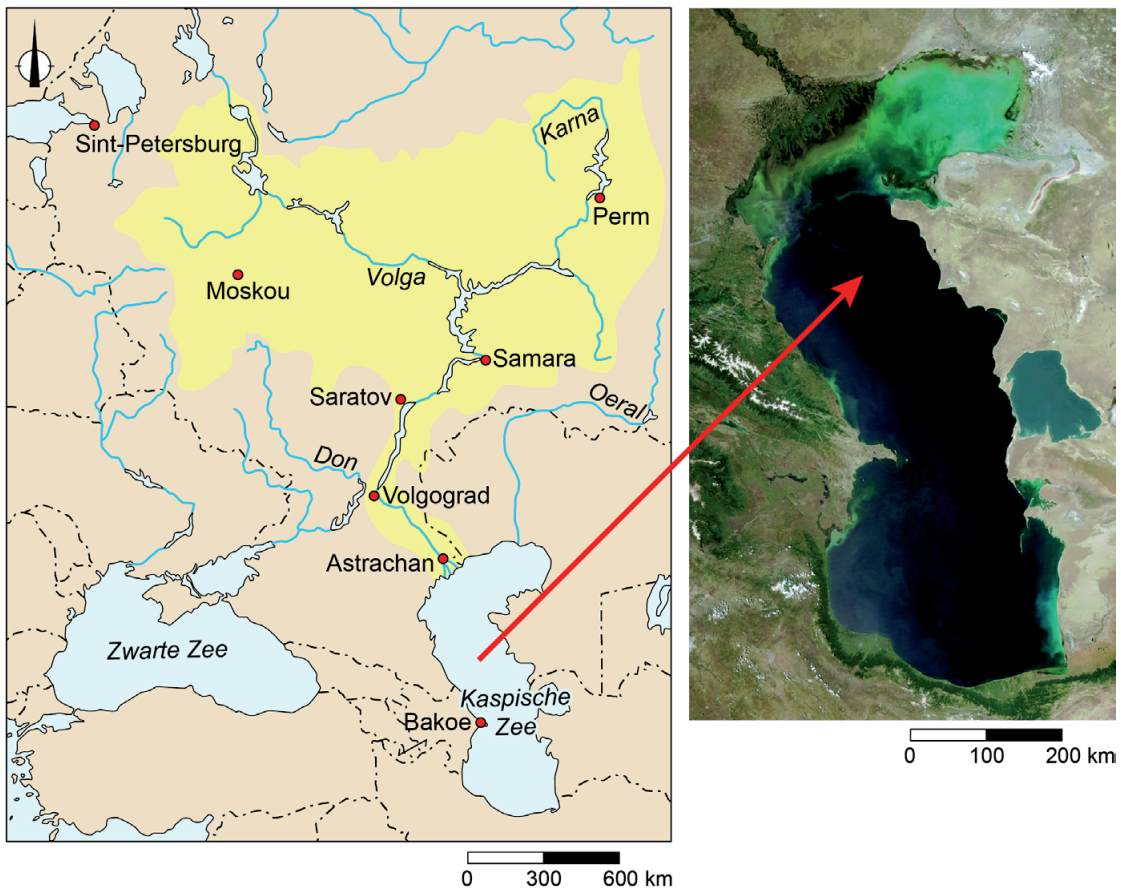 Sint-Petersburg
Karna
Perm
Volga
Moskou
Samara
Saratov
Oeral
Don
Volgograd
Astrachan
Zwarte Zee
Kaspische
Zee
Bakoe
0 300 600 km
0 100 200 km